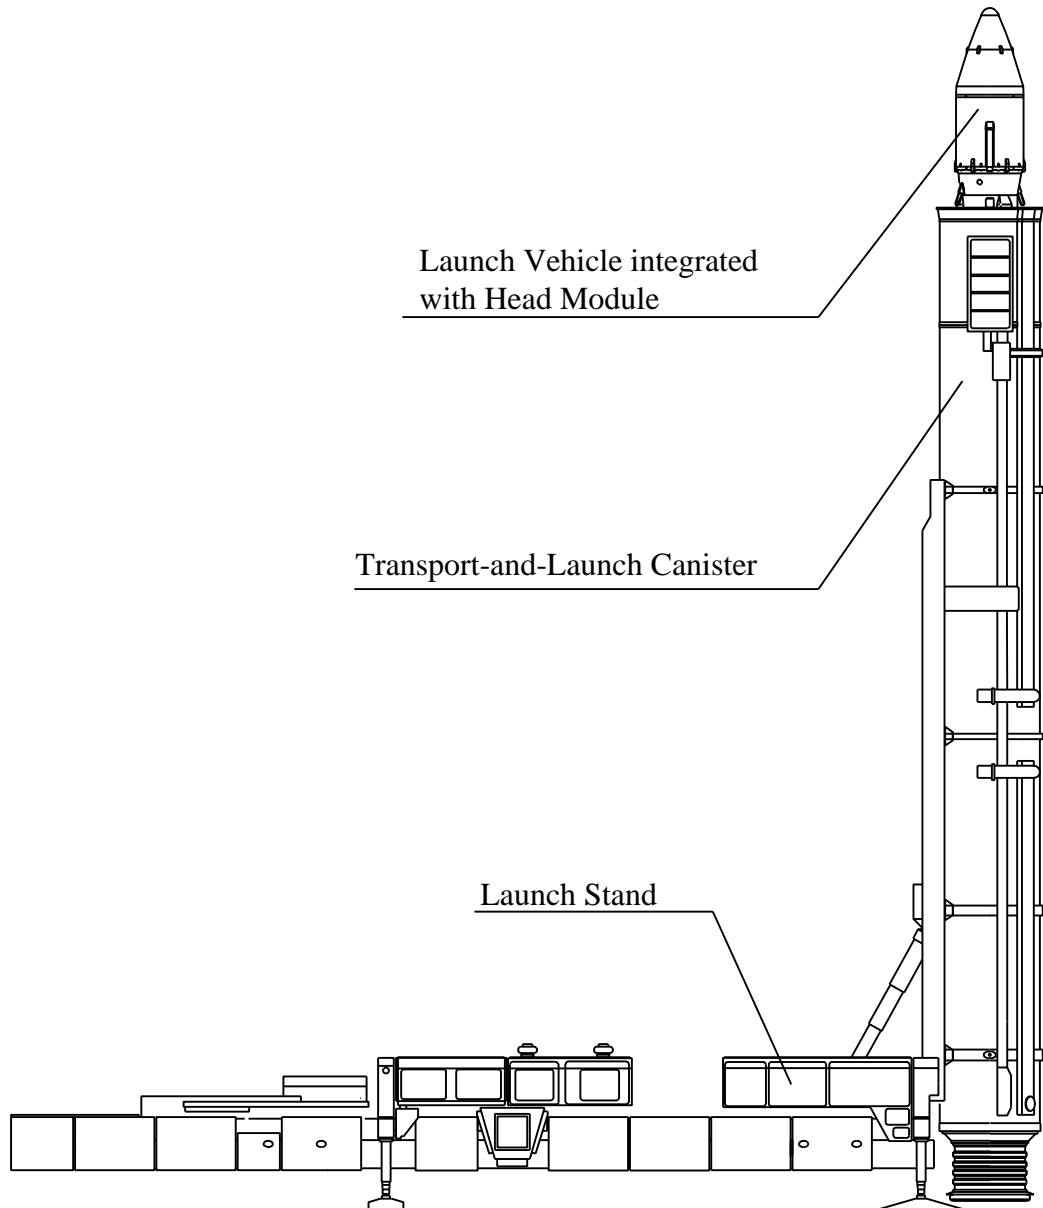 Launch Vehicle integrated
with Head Module
Transport-and-Launch Canister
Launch Stand